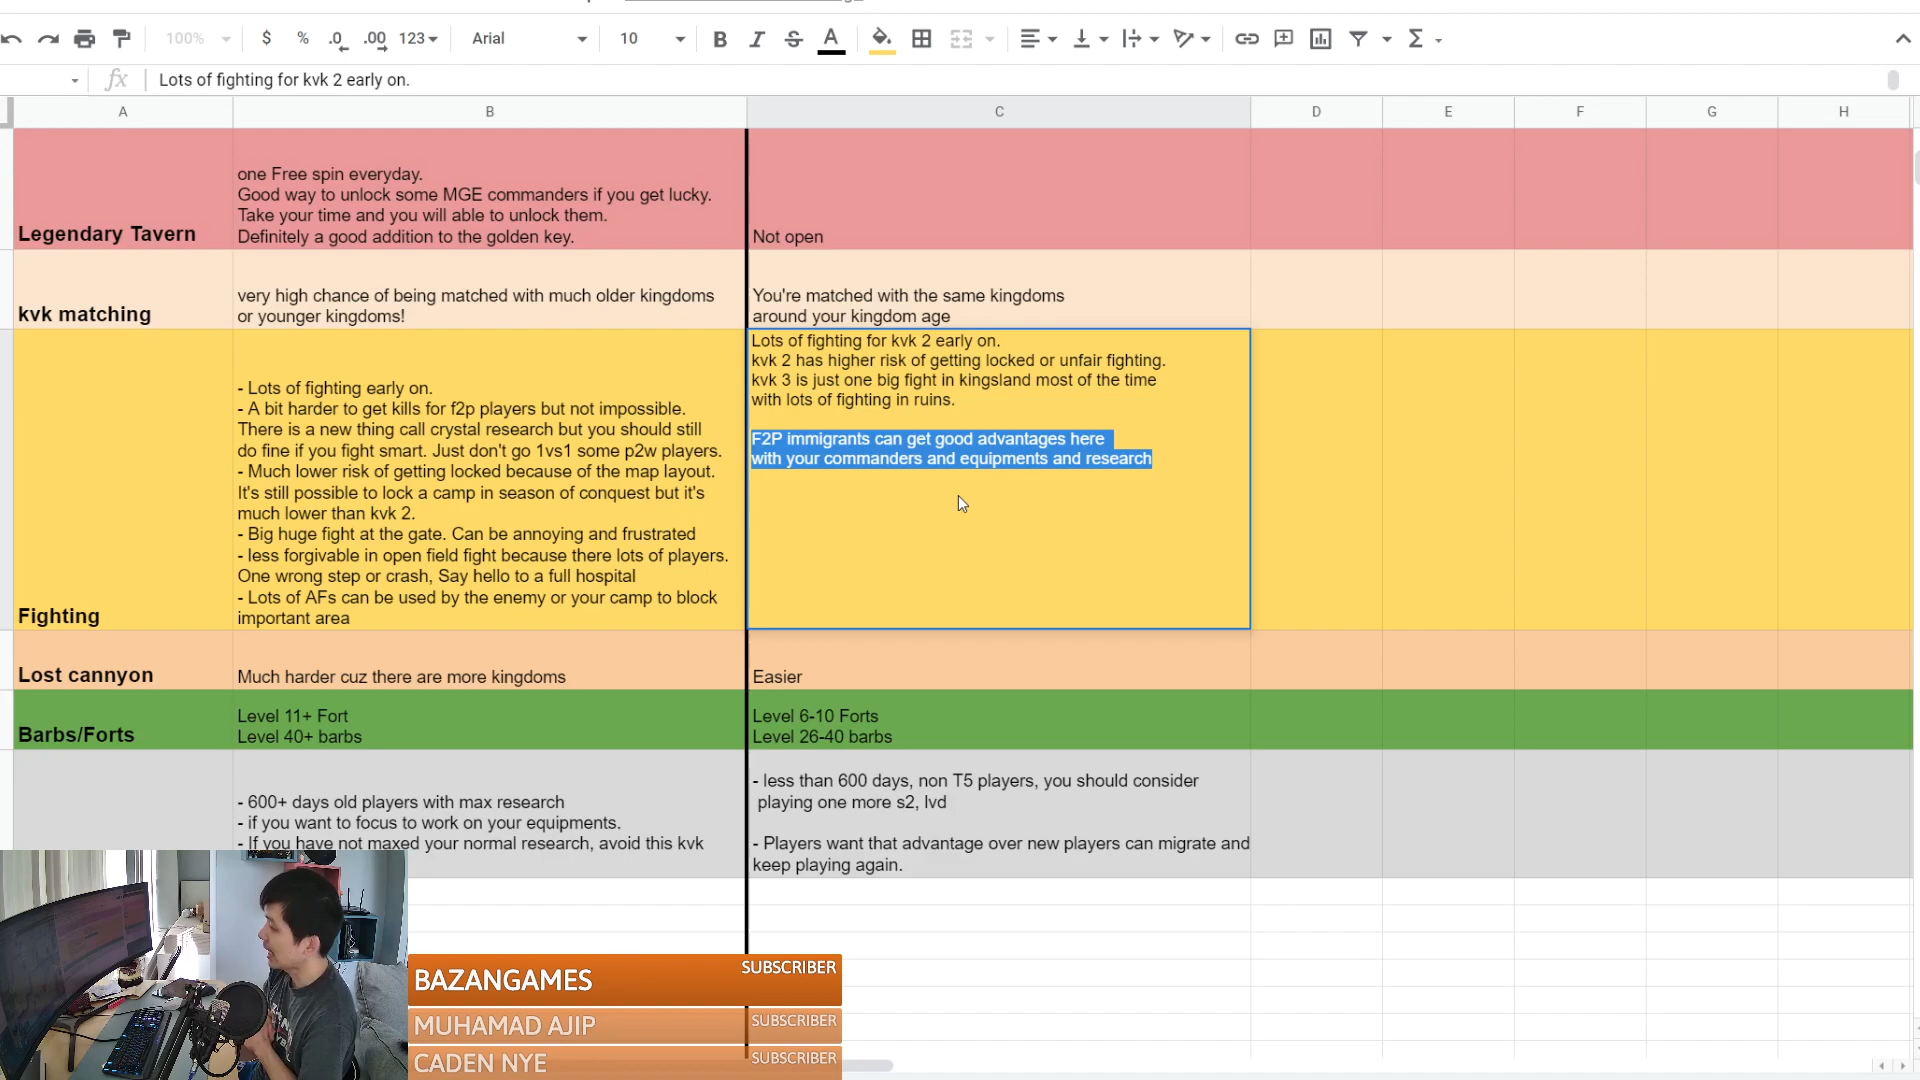 100%
$
%
.0
.00
123
Arial
10
B
I
S
A
Σ
fx
Lots of fighting for kvk 2 early on.
A
B
C
D
E
F
G
H
Legendary Tavern
one Free spin everyday.
Good way to unlock some MGE commanders if you get lucky.
Take your time and you will able to unlock them.
Definitely a good addition to the golden key.
Not open
kvk matching
very high chance of being matched with much older kingdoms
or younger kingdoms!
You're matched with the same kingdoms
around your kingdom age
Fighting
- Lots of fighting early on.
- A bit harder to get kills for f2p players but not impossible.
There is a new thing call crystal research but you should still
do fine if you fight smart. Just don't go 1vs1 some p2w players.
- Much lower risk of getting locked because of the map layout.
It's still possible to lock a camp in season of conquest but it's
much lower than kvk 2.
- Big huge fight at the gate. Can be annoying and frustrated
- less forgivable in open field fight because there lots of players.
One wrong step or crash, Say hello to a full hospital
- Lots of AFs can be used by the enemy or your camp to block
important area
Lots of fighting for kvk 2 early on.
kvk 2 has higher risk of getting locked or unfair fighting.
kvk 3 is just one big fight in kingsland most of the time
with lots of fighting in ruins.
F2P immigrants can get good advantages here
with your commanders and equipments and research
Lost cannyon
Much harder cuz there are more kingdoms
Easier
Barbs/Forts
Level 11+ Fort
Level 40+ barbs
Level 6-10 Forts
Level 26-40 barbs
- 600+ days old players with max research
- if you want to focus to work on your equipments.
- If you have not maxed your normal research, avoid this kvk
- less than 600 days, non T5 players, you should consider
playing one more s2, lvd
- Players want that advantage over new players can migrate and
keep playing again.
BAZANGAMES
SUBSCRIBER
MUHAMAD AJIP
SUBSCRIBER
CADEN NYE
SUBSCRIBER